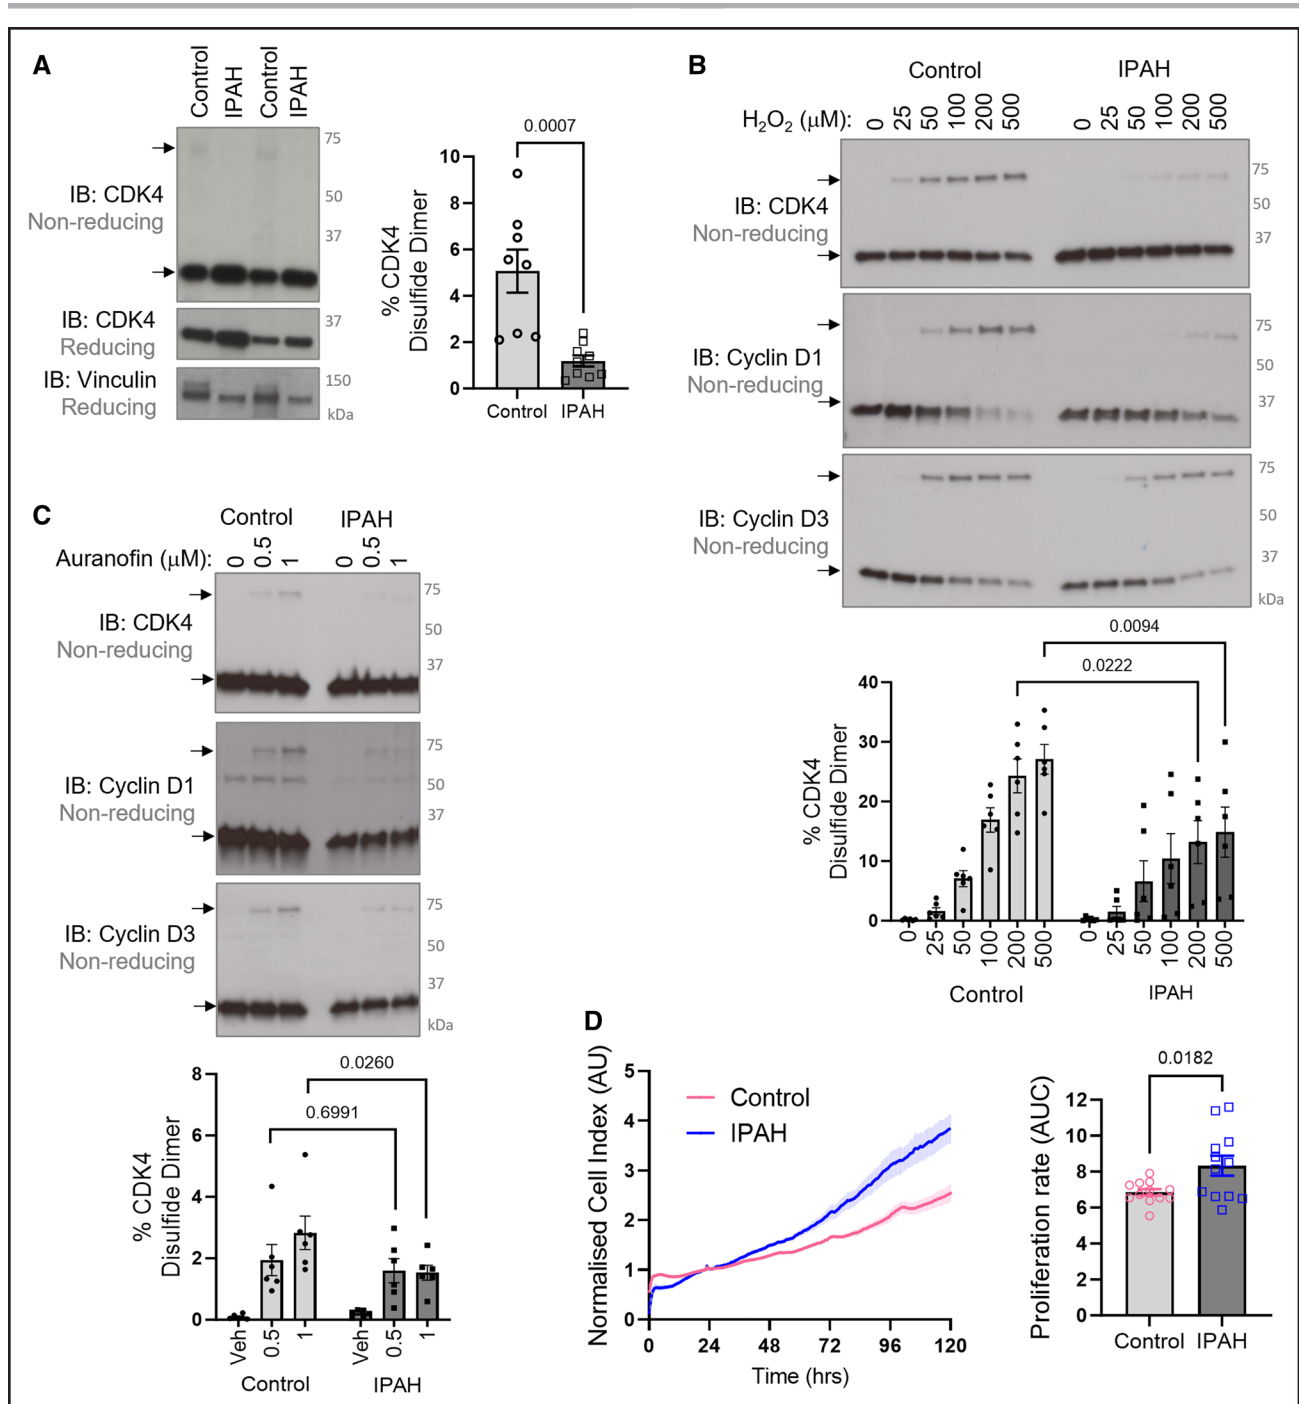 A
Control
IPAH
Control
IPAH
75
IB: CDK4
50
Non-reducing
37
IB: CDK4
37
Reducing
IB: Vinculin
150
Reducing
kDa
0.0007
% CDK4
Disulfide Dimer
10
8
6
4
2
0
Control IPAH
B
Control IPAH
H₂O₂ (μM): 0 25 50 100 200 500 0 25 50 100 200 500
75
IB: CDK4
50
Non-reducing
37
75
IB: Cyclin D1
50
Non-reducing
37
75
IB: Cyclin D3
50
Non-reducing
37
kDa
0.0094
0.0222
% CDK4
Disulfide Dimer
40
30
20
10
0
0 25 50 100 200 500 0 25 50 100 200 500
Control IPAH
C
Control IPAH
Auranofin (μM): 0 0.5 1 0 0.5 1
75
IB: CDK4
50
Non-reducing
37
75
IB: Cyclin D1
50
Non-reducing
37
75
IB: Cyclin D3
50
Non-reducing
37
kDa
0.0260
0.6991
% CDK4
Disulfide Dimer
8
6
4
2
0
Veh 0.5 1 Veh 0.5 1
Control IPAH
D
Normalised Cell Index (AU)
5
4
3
2
1
0
Control
IPAH
0 24 48 72 96 120
Time (hrs)
0.0182
Proliferation rate (AUC)
12
10
8
6
4
2
0
Control IPAH